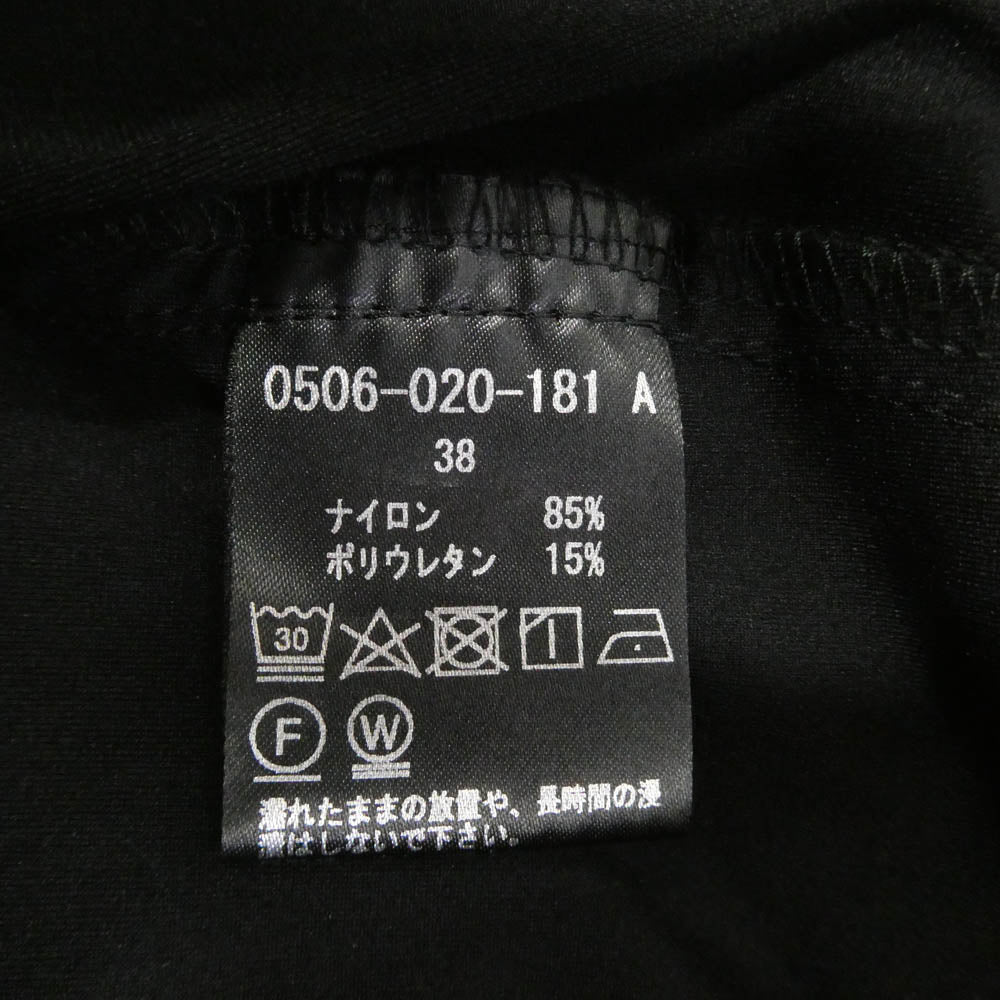 0506-020-181 A
38
ナイロン 85%
ポリウレタン 15%
30
F W
濡れたままの放置や、長時間の浸
漬はしないで下さい。